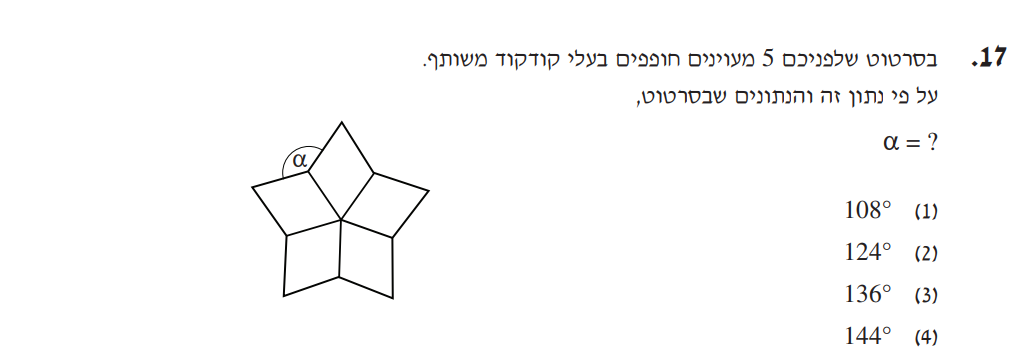 17. בסרטוט שלפניכם 5 מעוינים חופפים בעלי קודקוד משותף.
על פי נתון זה והנתונים שבסרטוט,
α = ?
α
(1) 108°
(2) 124°
(3) 136°
(4) 144°